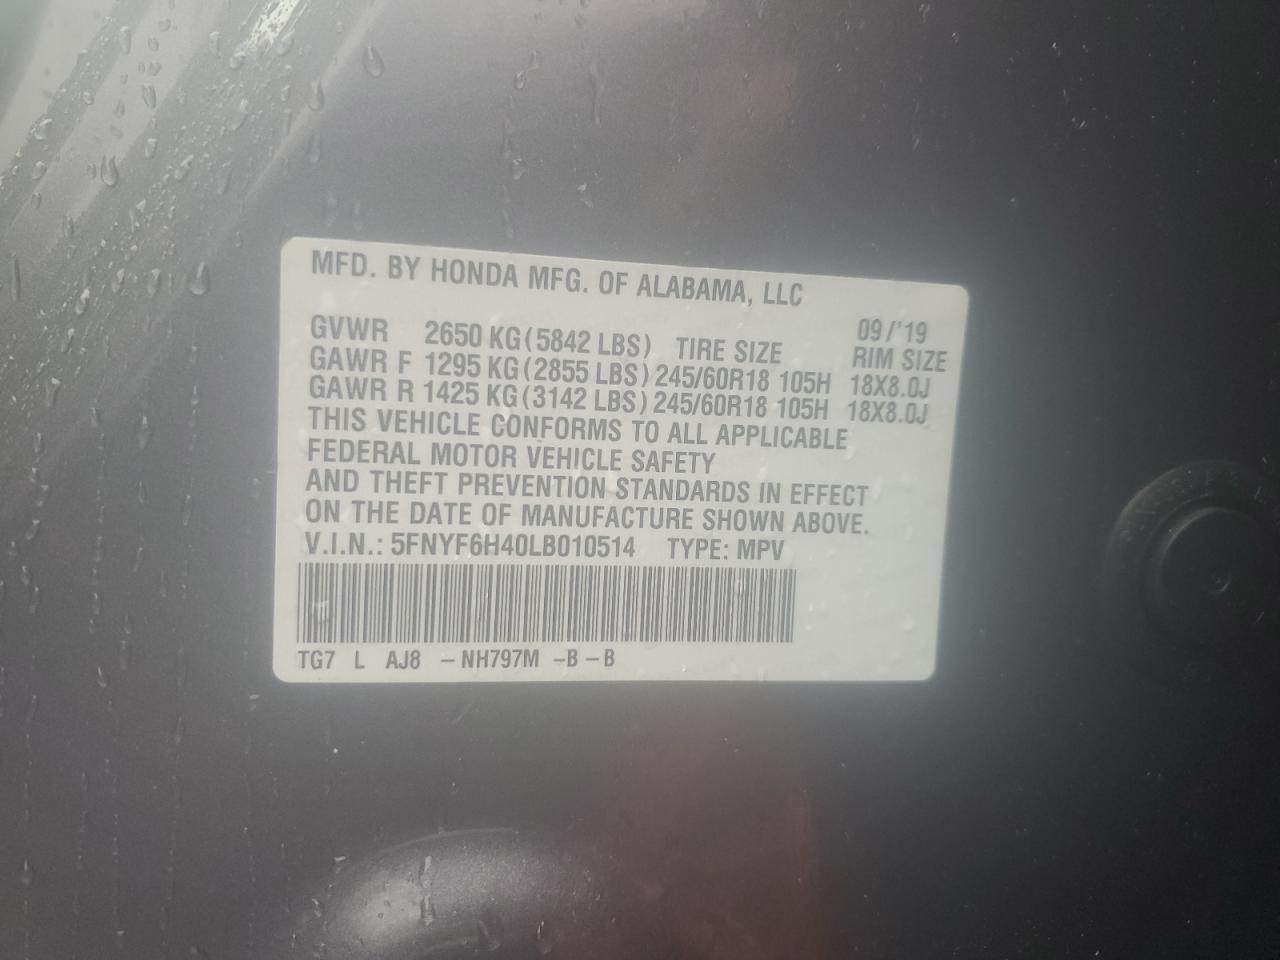 MFD. BY HONDA MFG. OF ALABAMA, LLC
09/'19
GVWR 2650 KG(5842 LBS) TIRE SIZE RIM SIZE
GAWR F 1295 KG(2855 LBS) 245/60R18 105H 18X8.0J
GAWR R 1425 KG(3142 LBS) 245/60R18 105H 18X8.0J
THIS VEHICLE CONFORMS TO ALL APPLICABLE
FEDERAL MOTOR VEHICLE SAFETY
AND THEFT PREVENTION STANDARDS IN EFFECT
ON THE DATE OF MANUFACTURE SHOWN ABOVE.
V.I.N.: 5FNYF6H40LB010514 TYPE: MPV
TG7 L AJ8 -NH797M -B-B